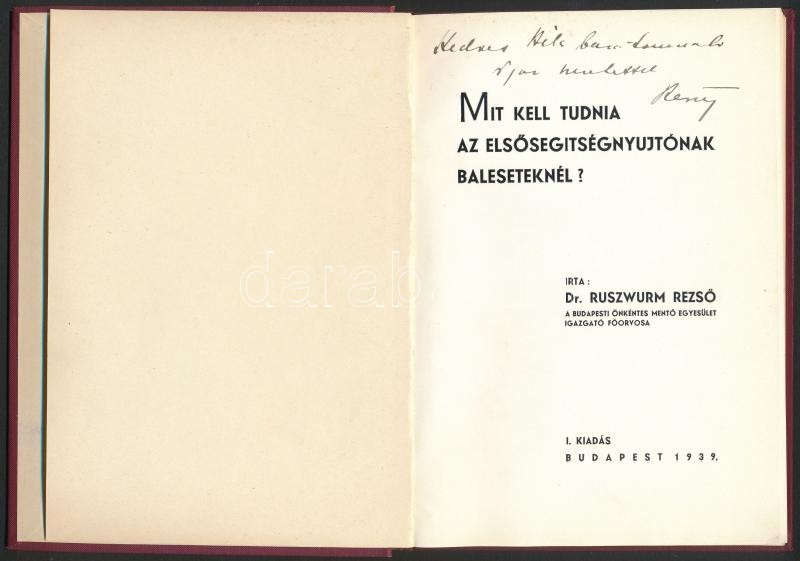 Kedves
MIT KELL TUDNIA
AZ ELSŐSEGITSÉGNYUJTÓNAK
BALESETEKNÉL ?
IRTA :
Dr. RUSZWURM REZSŐ
A BUDAPESTI ÖNKÉNTES MENTŐ EGYESÜLET
IGAZGATÓ FŐORVOSA
I. KIADÁS
BUDAPEST 1939.